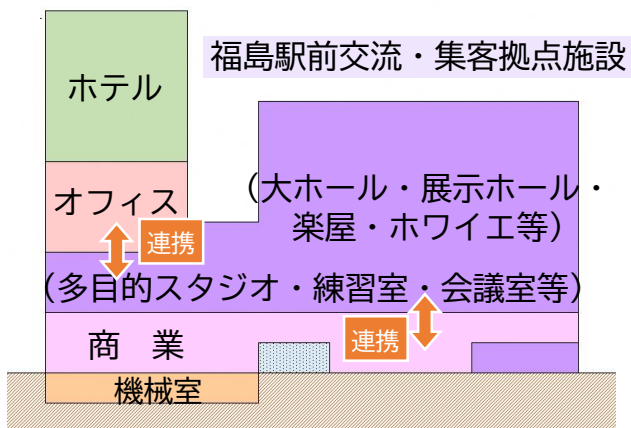 福島駅前交流・集客拠点施設
ホテル
オフィス
連携
（大ホール・展示ホール・
楽屋・ホワイエ等）
（多目的スタジオ・練習室・会議室等）
商　業
連携
機械室